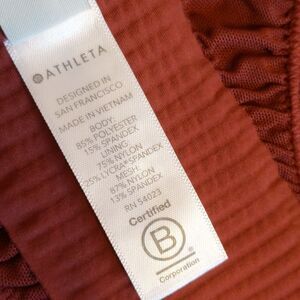 ATHLETA
DESIGNED IN
SAN FRANCISCO
MADE IN VIETNAM
BODY:
85% POLYESTER
15% SPANDEX
LINING:
75% NYLON
25% LYCRA® SPANDEX
MESH:
87% NYLON
13% SPANDEX
RN 54023
Certified
B
Corporation